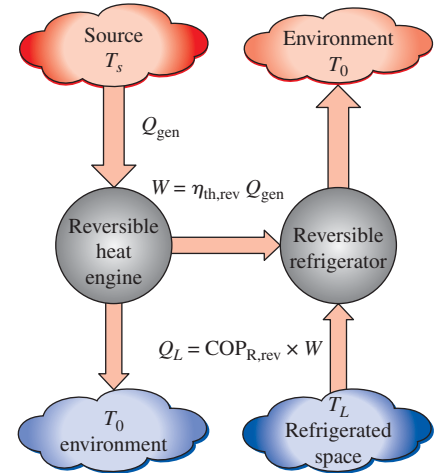 Source
T_s
Environment
T_0
Q_gen
W = η_th,rev Q_gen
Reversible
heat
engine
Reversible
refrigerator
Q_L = COP_R,rev × W
T_0
environment
T_L
Refrigerated
space